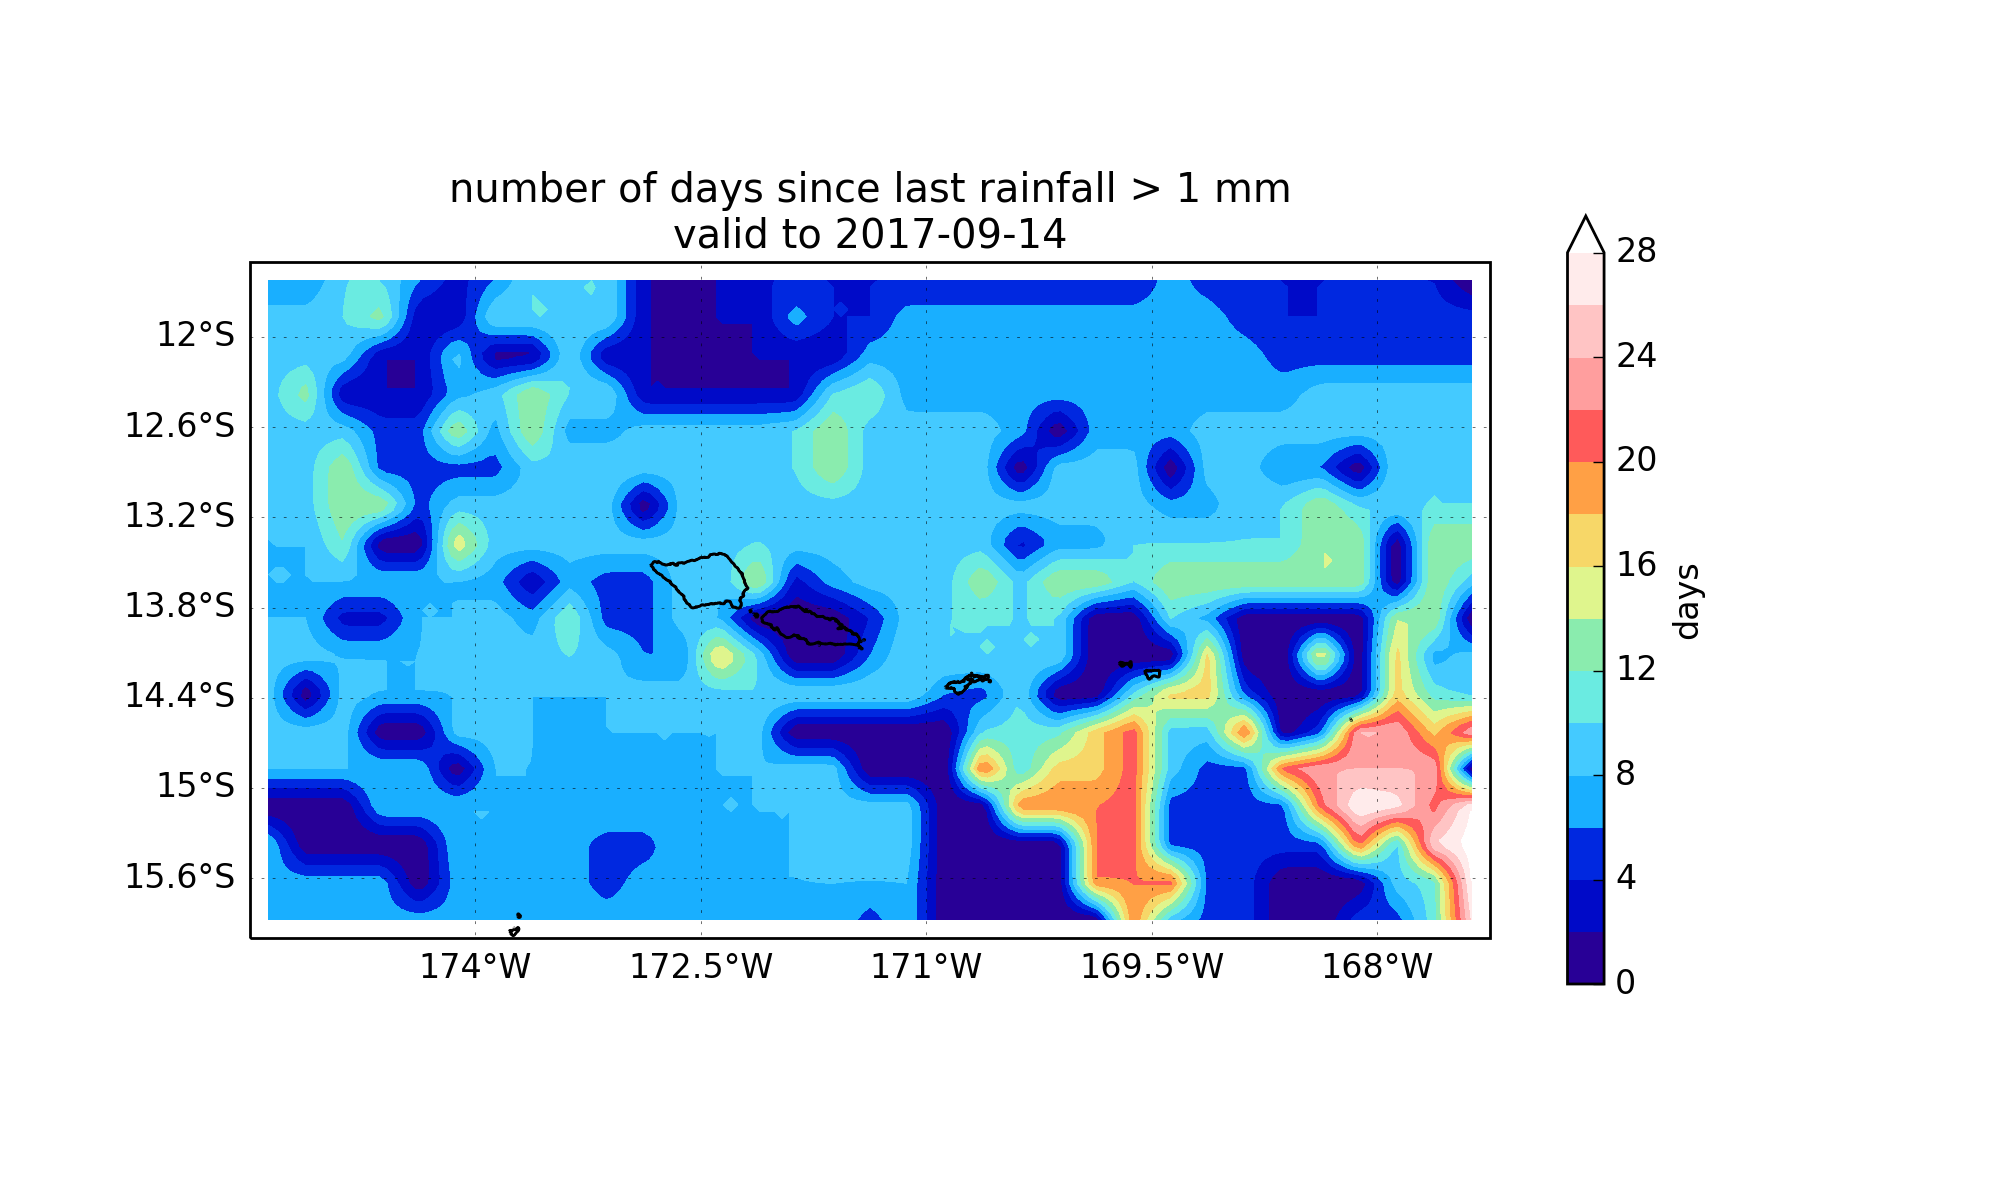 number of days since last rainfall > 1 mm
valid to 2017-09-14
12°S
12.6°S
13.2°S
13.8°S
14.4°S
15°S
15.6°S
174°W
172.5°W
171°W
169.5°W
168°W
28
24
20
16
12
8
4
0
days